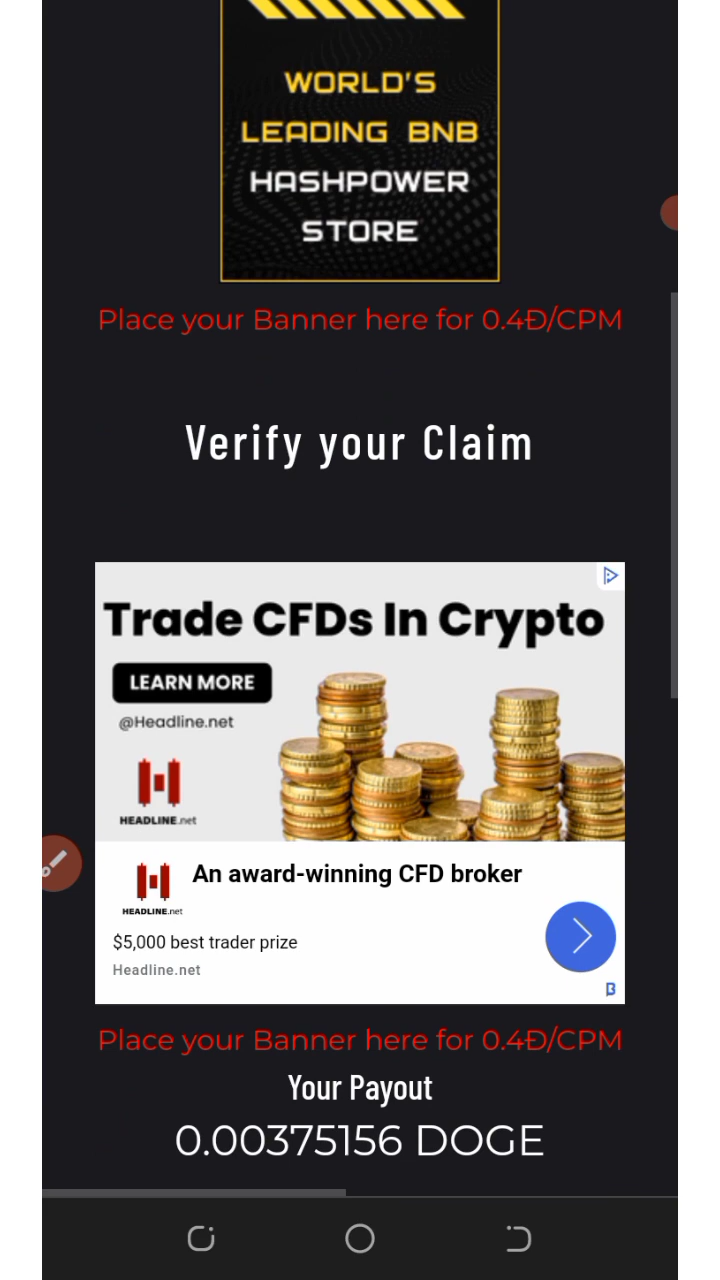 WORLD'S
LEADING BNB
HASHPOWER
STORE
Place your Banner here for 0.4Đ/CPM
Verify your Claim
Trade CFDs In Crypto
LEARN MORE
@Headline.net
HEADLINE.net
An award-winning CFD broker
HEADLINE.net
$5,000 best trader prize
Headline.net
Place your Banner here for 0.4Đ/CPM
Your Payout
0.00375156 DOGE